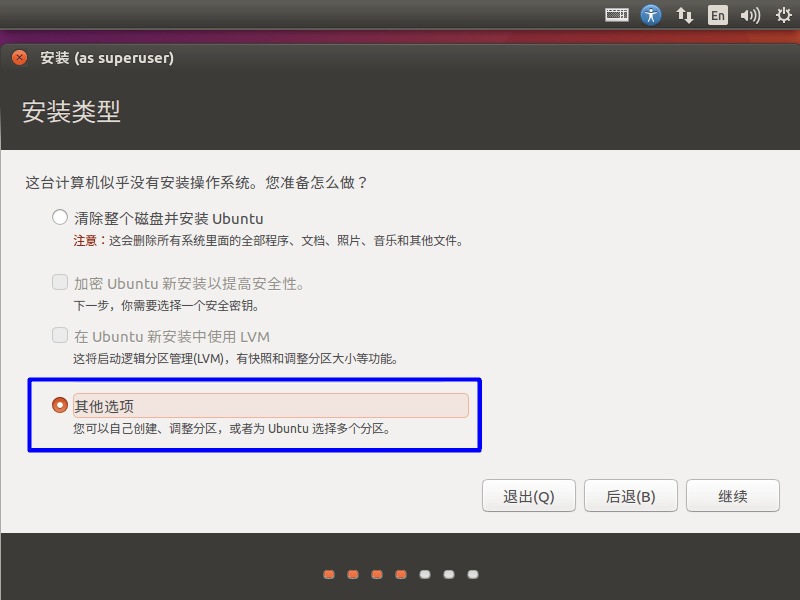 En
安装 (as superuser)
安装类型
这台计算机似乎没有安装操作系统。您准备怎么做？
清除整个磁盘并安装 Ubuntu
注意：这会删除所有系统里面的全部程序、文档、照片、音乐和其他文件。
加密 Ubuntu 新安装以提高安全性。
下一步，你需要选择一个安全密钥。
在 Ubuntu 新安装中使用 LVM
这将启动逻辑分区管理(LVM)，有快照和调整分区大小等功能。
其他选项
您可以自己创建、调整分区，或者为 Ubuntu 选择多个分区。
退出(Q) 后退(B) 继续